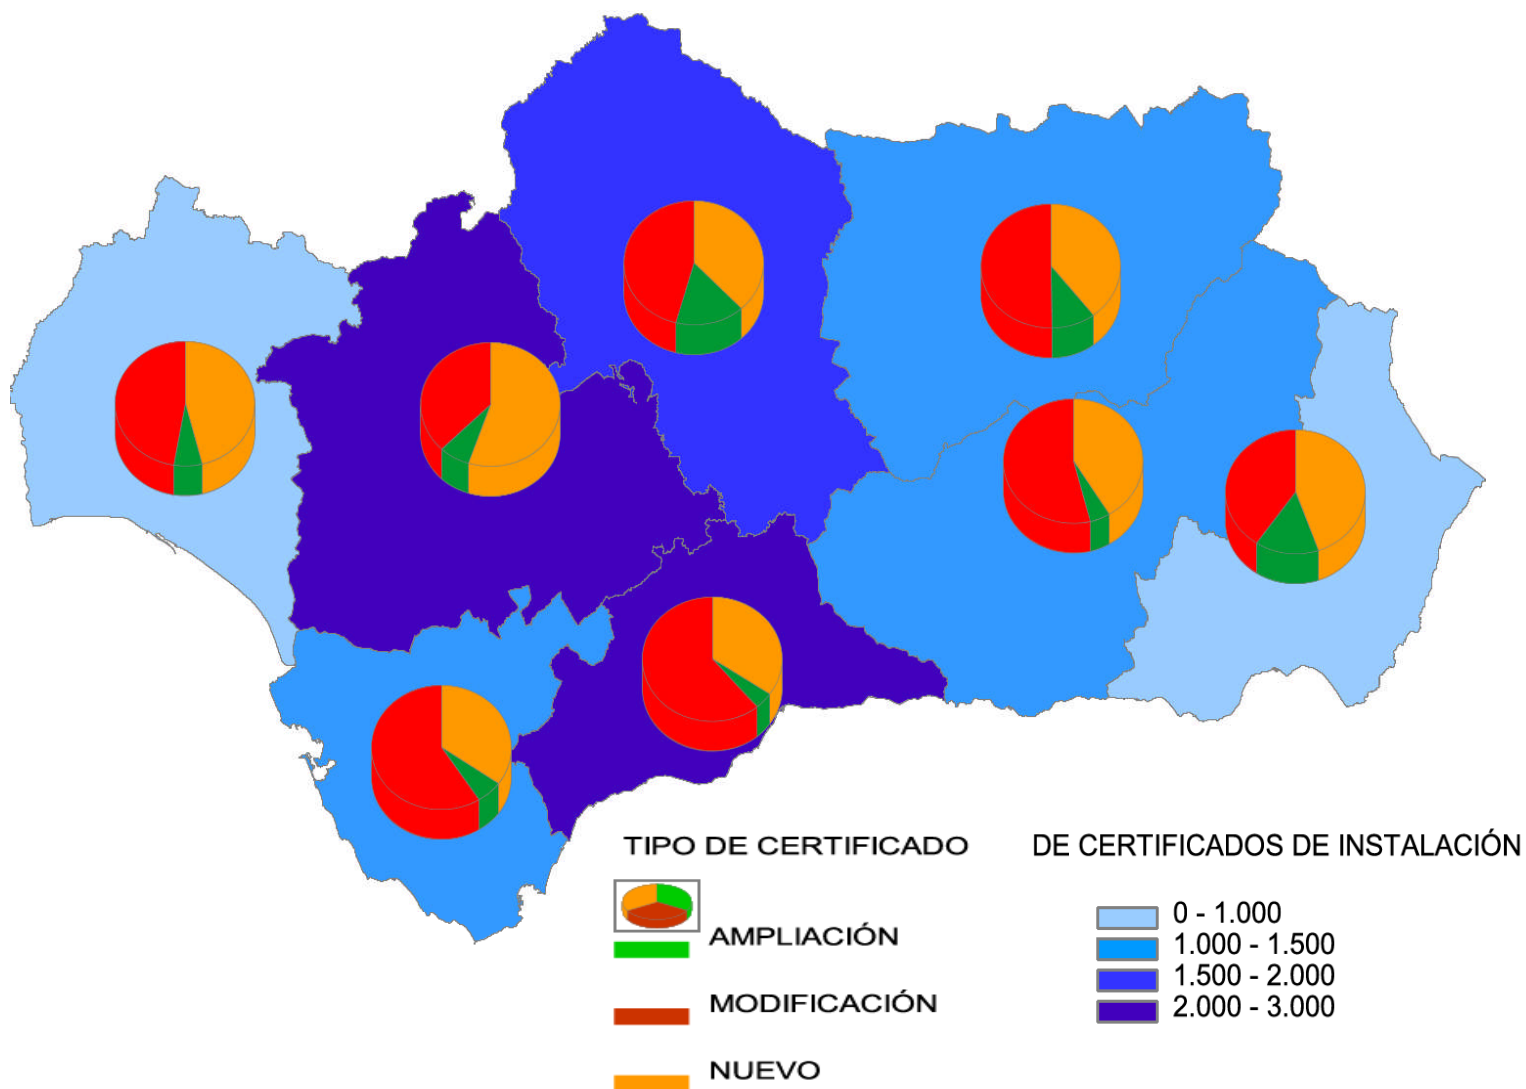 TIPO DE CERTIFICADO
AMPLIACIÓN
MODIFICACIÓN
NUEVO
DE CERTIFICADOS DE INSTALACIÓN
0 - 1.000
1.000 - 1.500
1.500 - 2.000
2.000 - 3.000